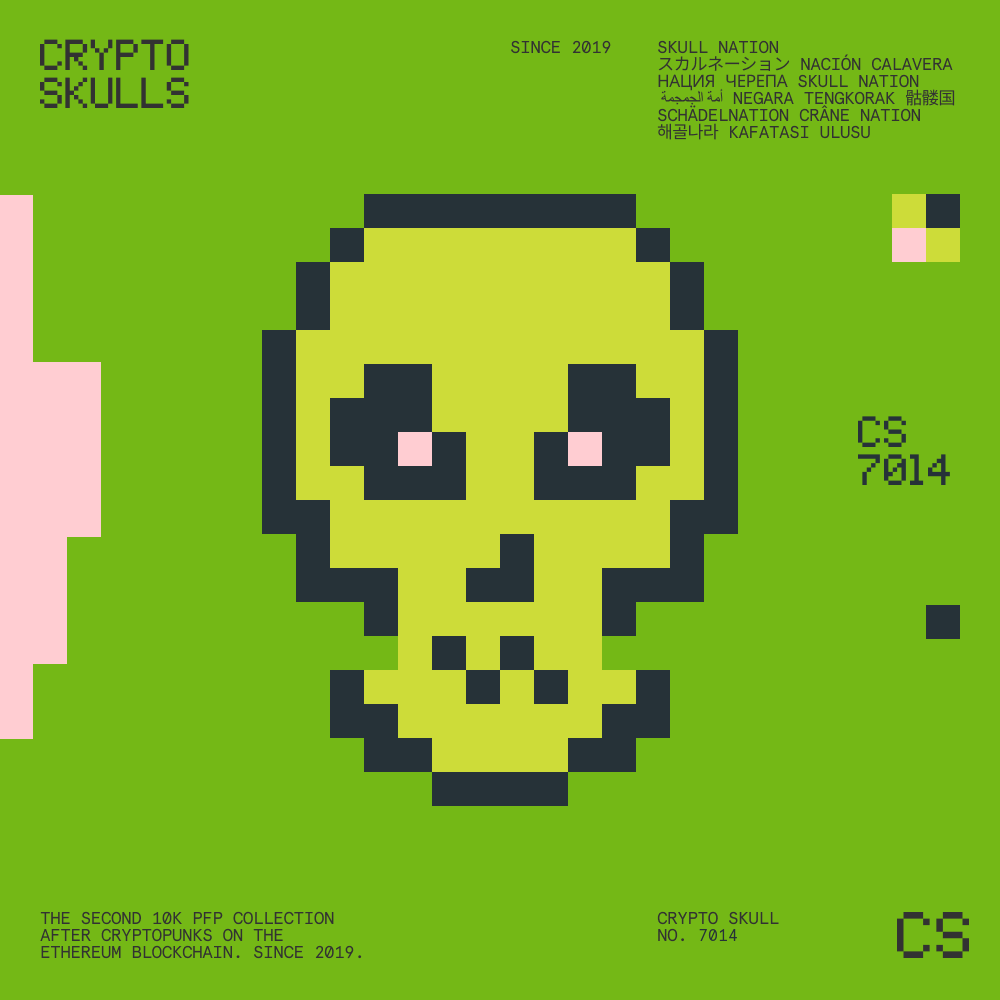 CRYPTO
SKULLS
SINCE 2019
SKULL NATION
スカルネーション NACIÓN CALAVERA
НАЦИЯ ЧЕРЕПА SKULL NATION
أمة الجمجمة NEGARA TENGKORAK 骷髅国
SCHÄDELNATION CRÂNE NATION
해골나라 KAFATASI ULUSU
CS
7014
THE SECOND 10K PFP COLLECTION
AFTER CRYPTOPUNKS ON THE
ETHEREUM BLOCKCHAIN. SINCE 2019.
CRYPTO SKULL
NO. 7014
CS